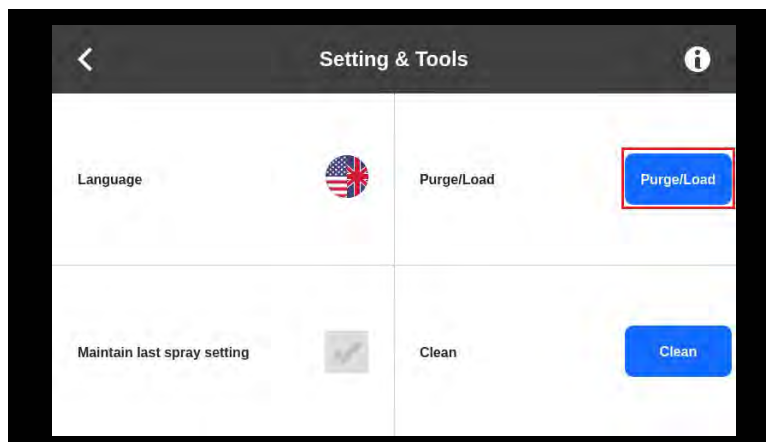 Setting & Tools
Language
Purge/Load
Purge/Load
Maintain last spray setting
Clean
Clean